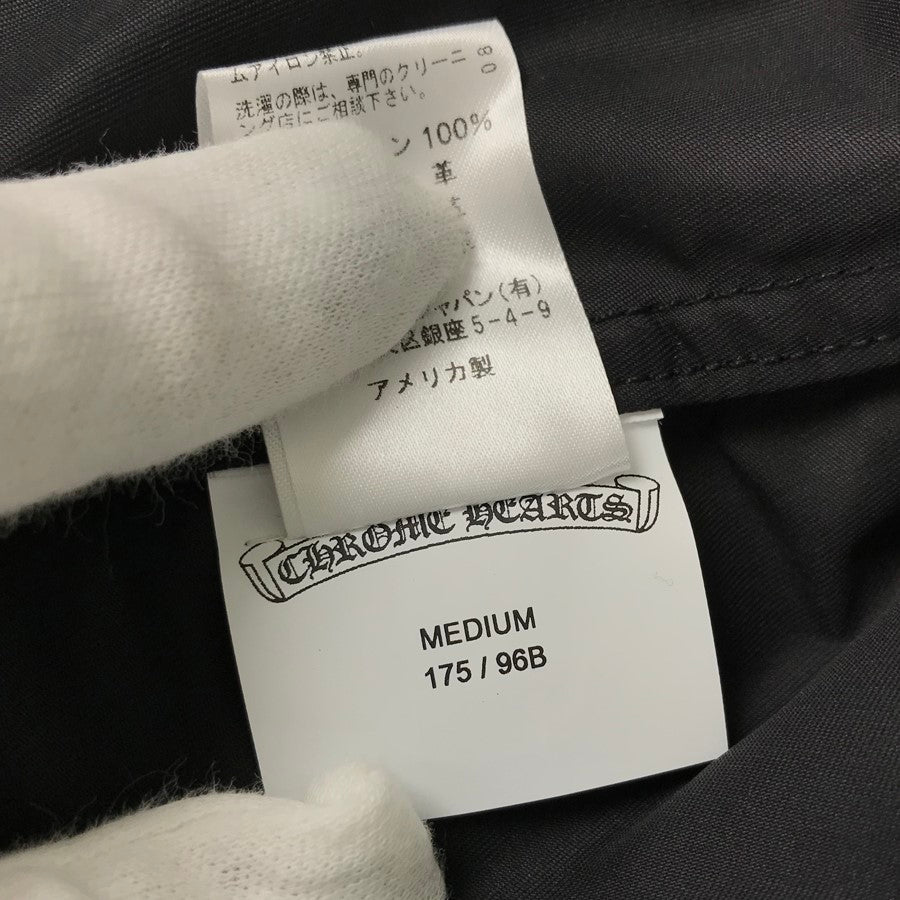 ムアイロン禁止。
洗濯の際は、専門のクリーニ
ング店にご相談下さい。
80
ン 100%
革
ャパン(有)
区銀座5-4-9
アメリカ製
CHROME HEARTS
MEDIUM
175 / 96B